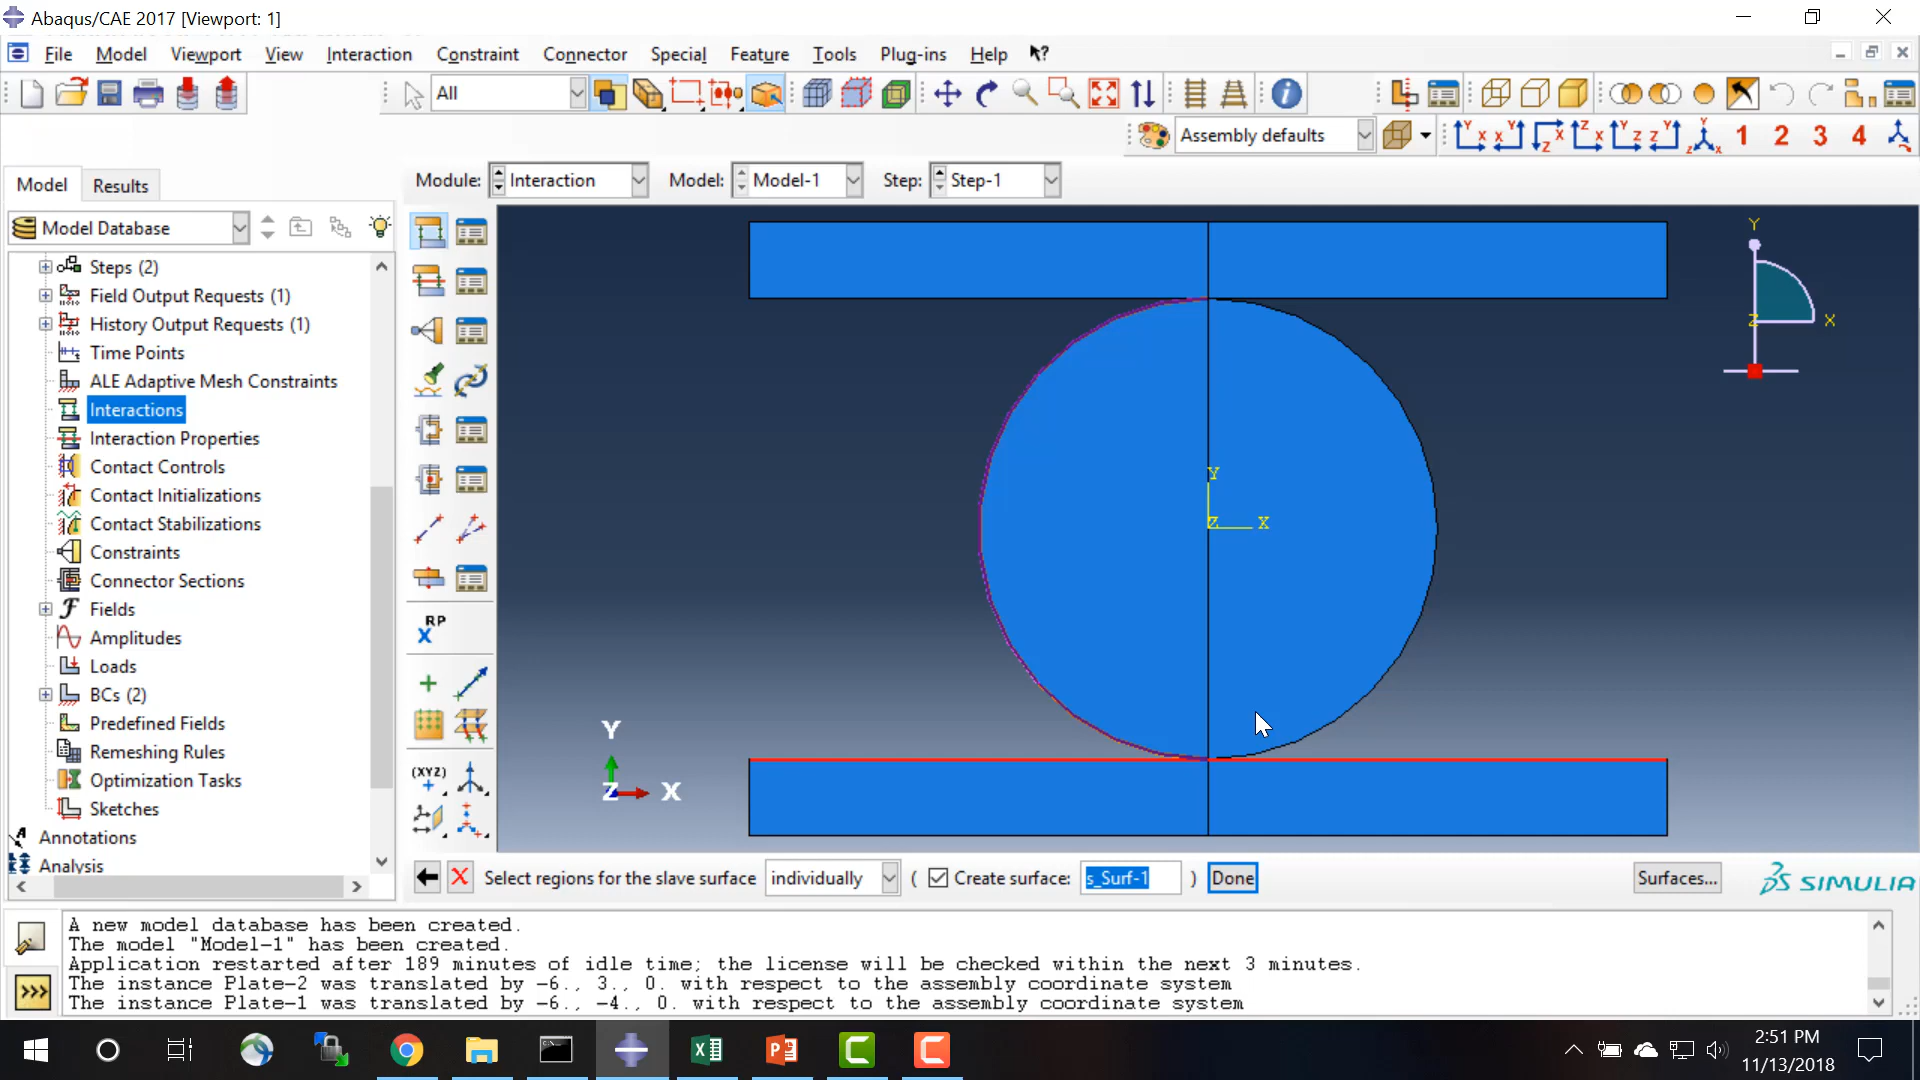 Abaqus/CAE 2017 [Viewport: 1]
File Model Viewport View Interaction Constraint Connector Special Feature Tools Plug-ins Help
All
Assembly defaults
1 2 3 4
Model Results
Module: Interaction Model: Model-1 Step: Step-1
Model Database
Steps (2)
Field Output Requests (1)
History Output Requests (1)
Time Points
ALE Adaptive Mesh Constraints
Interactions
Interaction Properties
Contact Controls
Contact Initializations
Contact Stabilizations
Constraints
Connector Sections
Fields
Amplitudes
Loads
BCs (2)
Predefined Fields
Remeshing Rules
Optimization Tasks
Sketches
Annotations
Analysis
RP
(XYZ)
Y
Z X
Y
Z X
Y
Z X
Select regions for the slave surface individually ( Create surface: s_Surf-1 ) Done Surfaces...
SIMULIA
A new model database has been created.
The model "Model-1" has been created.
Application restarted after 189 minutes of idle time; the license will be checked within the next 3 minutes.
The instance Plate-2 was translated by -6., 3., 0. with respect to the assembly coordinate system
The instance Plate-1 was translated by -6., -4., 0. with respect to the assembly coordinate system
2:51 PM
11/13/2018